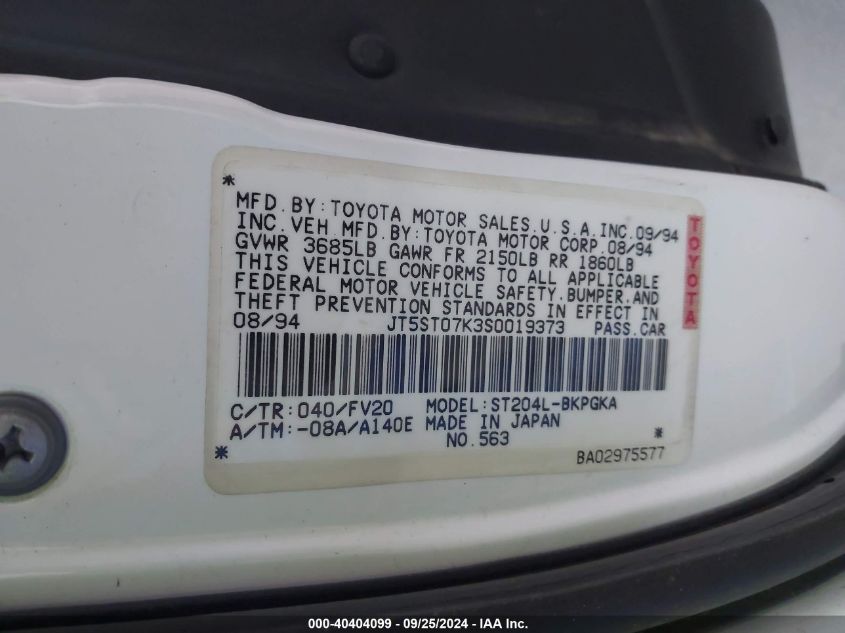 *
MFD.BY:TOYOTA MOTOR SALES.U.S.A.INC.09/94
INC.VEH MFD.BY:TOYOTA MOTOR CORP.08/94
GVWR 3685LB GAWR FR 2150LB RR 1860LB
THIS VEHICLE CONFORMS TO ALL APPLICABLE
FEDERAL MOTOR VEHICLE SAFETY.BUMPER.AND
THEFT PREVENTION STANDARDS IN EFFECT IN
08/94 JT5ST07K3S0019373 PASS.CAR
TOYOTA
C/TR:040/FV20 MODEL:ST204L-BKPGKA
A/TM:-08A/A140E MADE IN JAPAN
NO.563 *
* BA02975577
000-40404099 | 09/25/2024 - IAA Inc.